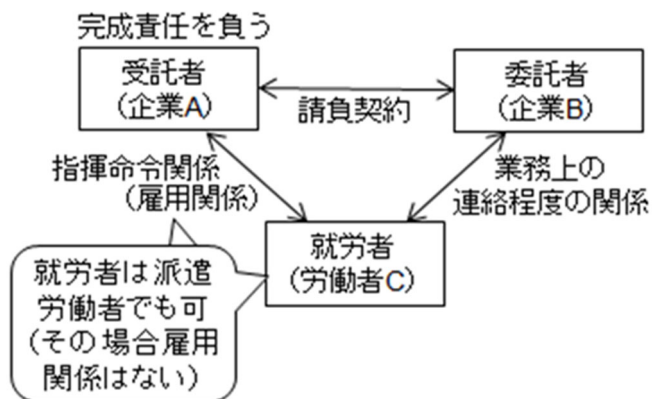 完成責任を負う
受託者
(企業A)
請負契約
委託者
(企業B)
指揮命令関係
(雇用関係)
業務上の
連絡程度の関係
就労者
(労働者C)
就労者は派遣
労働者でも可
(その場合雇用
関係はない)